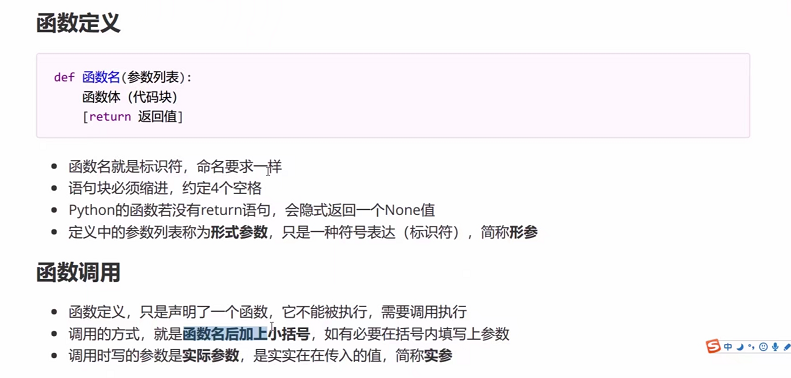 函数定义
def 函数名(参数列表):
函数体（代码块）
[return 返回值]
函数名就是标识符，命名要求一样
语句块必须缩进，约定4个空格
Python的函数若没有return语句，会隐式返回一个None值
定义中的参数列表称为形式参数，只是一种符号表达（标识符），简称形参
函数调用
函数定义，只是声明了一个函数，它不能被执行，需要调用执行
调用的方式，就是函数名后加上小括号，如有必要在括号内填写上参数
调用时写的参数是实际参数，是实实在在传入的值，简称实参
S 中